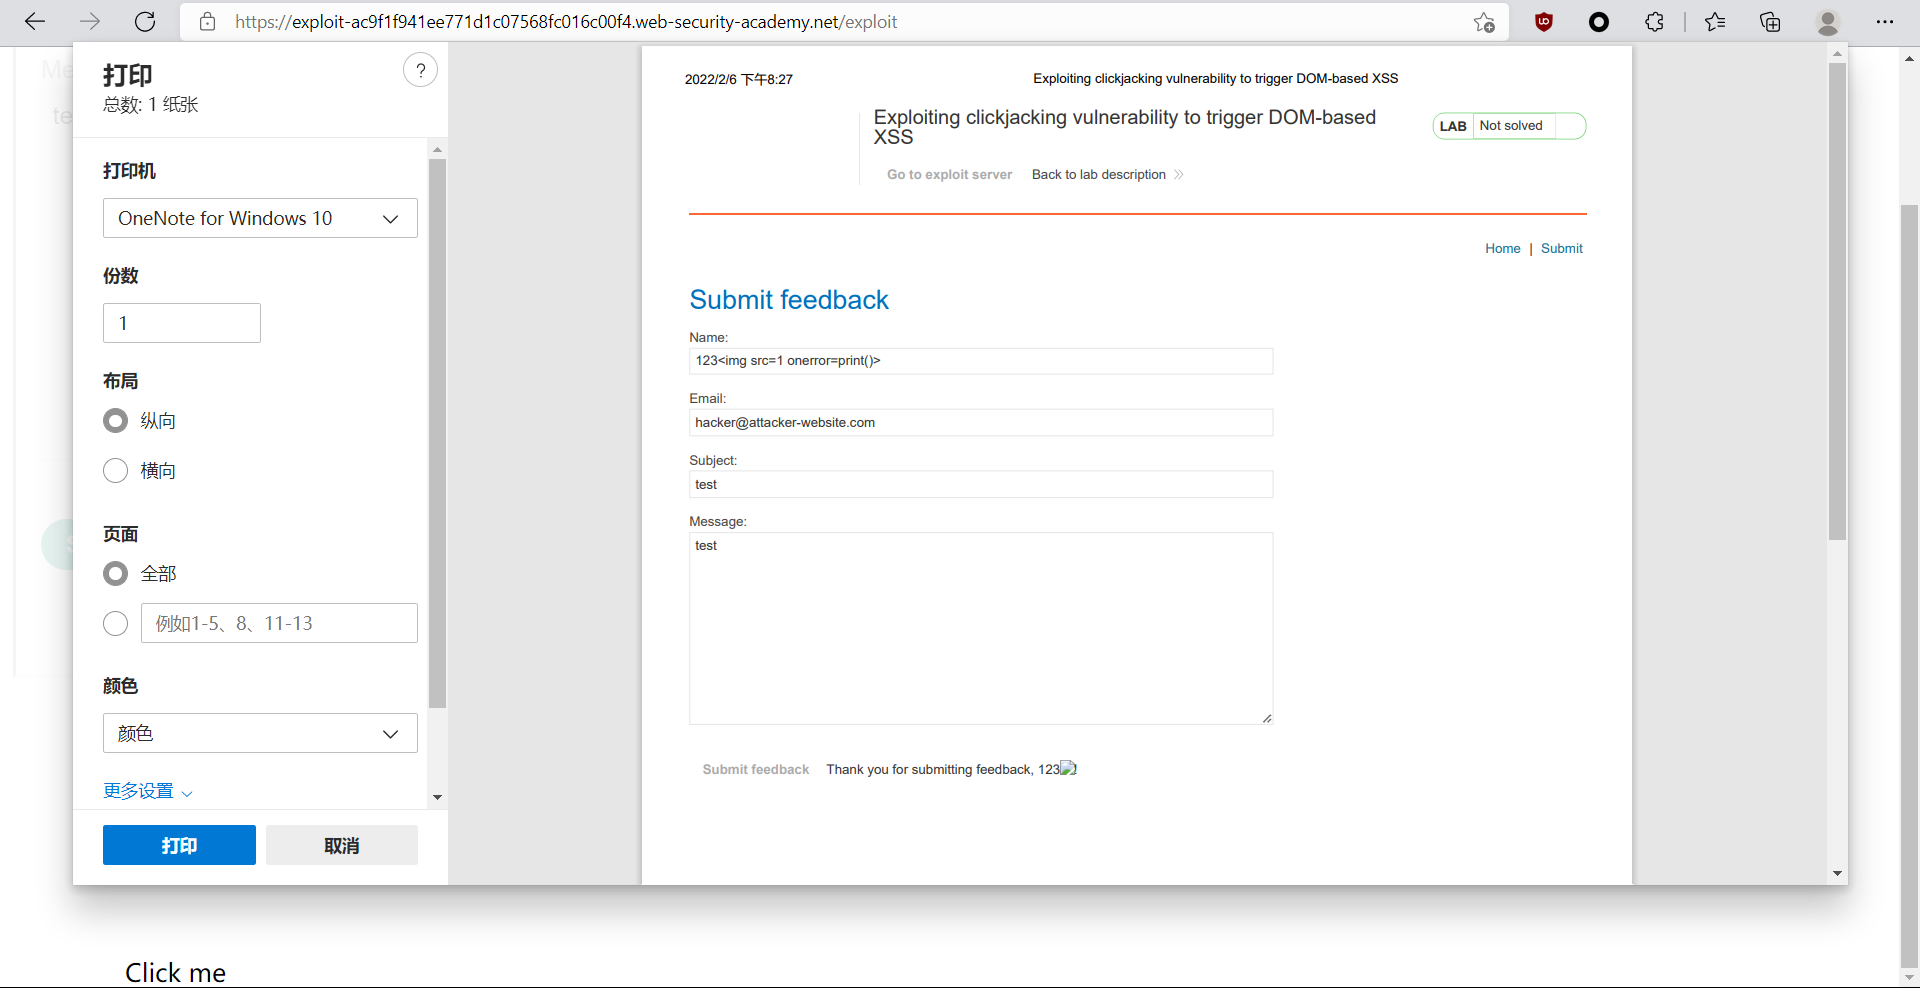 https://exploit-ac9f1f941ee771d1c07568fc016c00f4.web-security-academy.net/exploit
打印
?
总数: 1 纸张
打印机
OneNote for Windows 10
份数
1
布局
纵向
横向
页面
全部
例如1-5、8、11-13
颜色
颜色
更多设置
打印
取消
2022/2/6 下午8:27
Exploiting clickjacking vulnerability to trigger DOM-based XSS
Exploiting clickjacking vulnerability to trigger DOM-based
XSS
LAB
Not solved
Go to exploit server
Back to lab description
Home | Submit
Submit feedback
Name:
123<img src=1 onerror=print()>
Email:
hacker@attacker-website.com
Subject:
test
Message:
test
Submit feedback
Thank you for submitting feedback, 123!
Click me